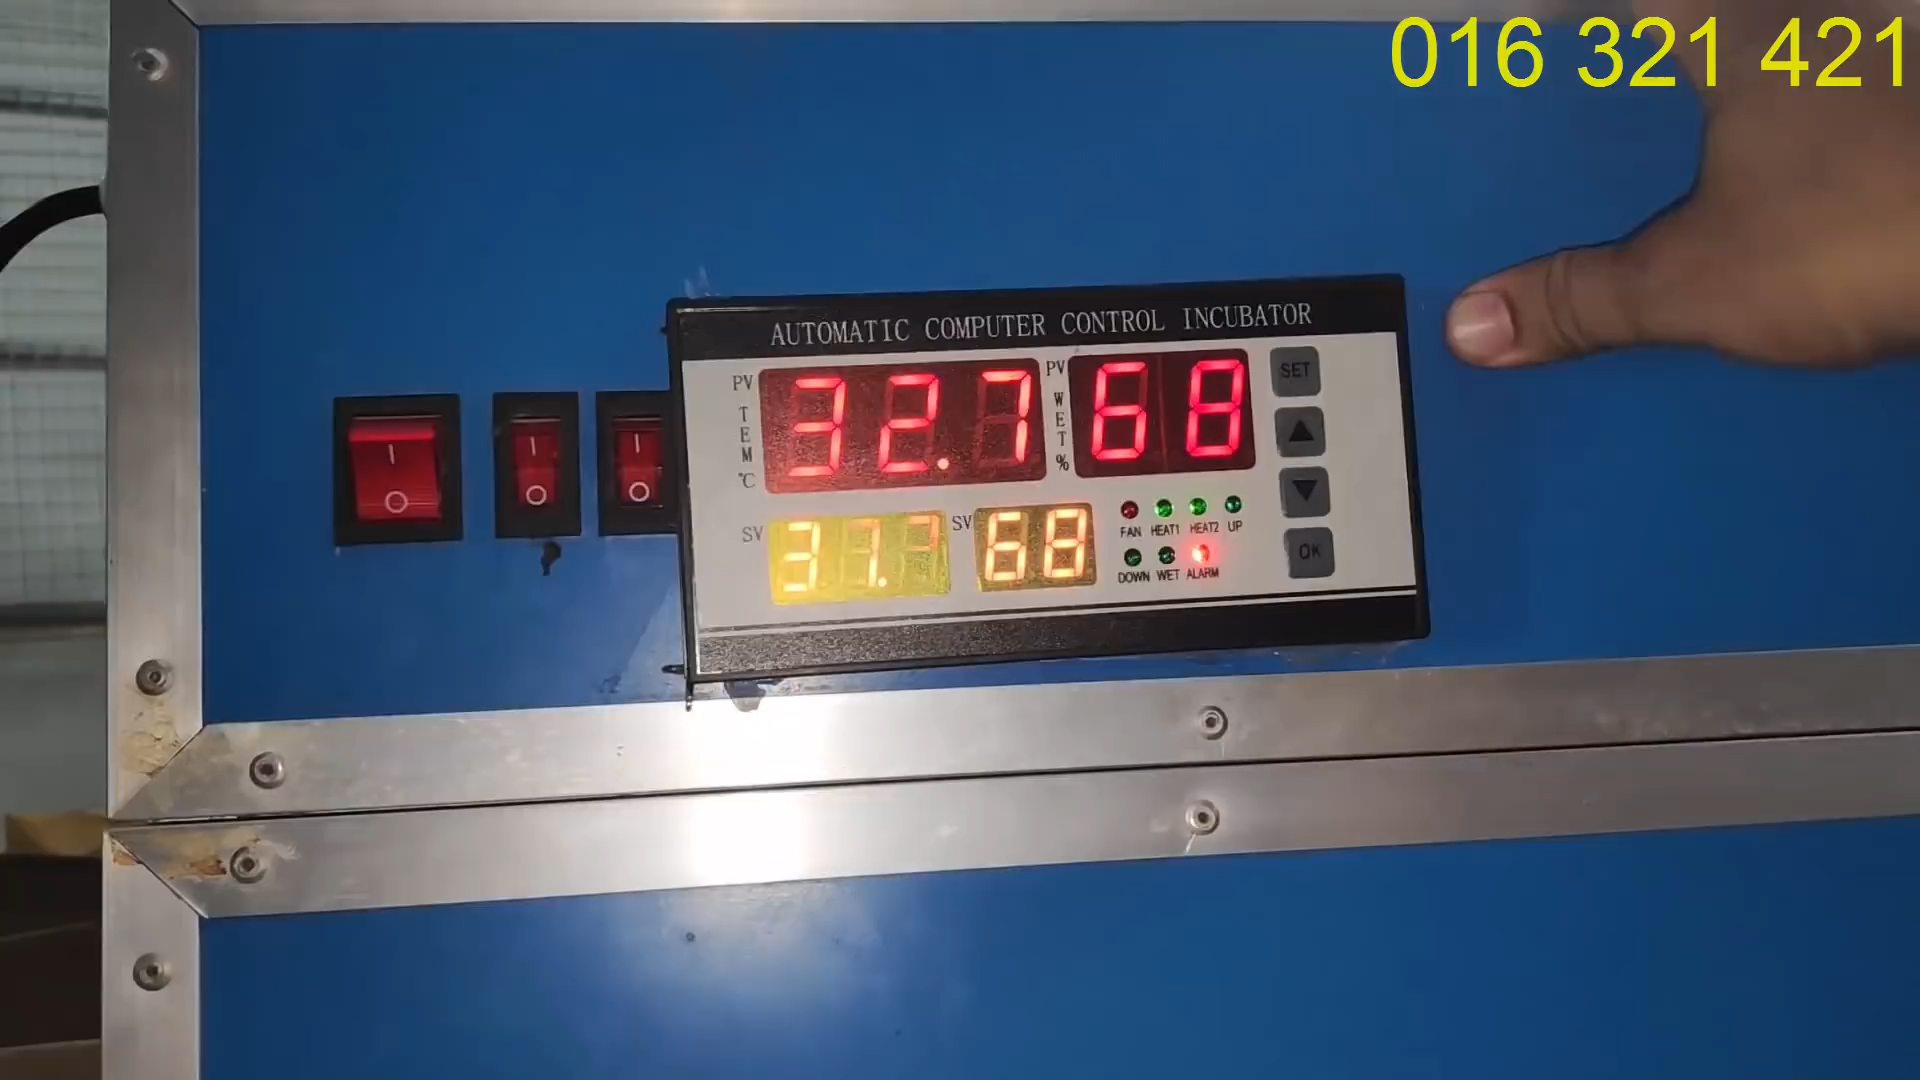 016 321 421
AUTOMATIC COMPUTER CONTROL INCUBATOR
PV
TEM
°C
32.7
PV
WET
%
68
SET
SV
SV
68
FAN HEAT1 HEAT2 UP
DOWN WET ALARM
OK